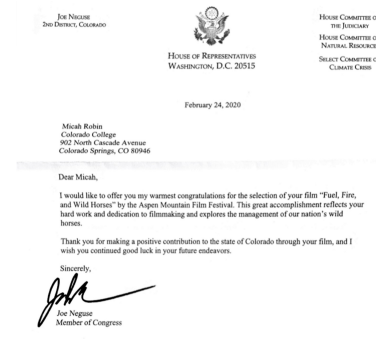 JOE NEGUSE
2ND DISTRICT, COLORADO
HOUSE OF REPRESENTATIVES
WASHINGTON, D.C. 20515
HOUSE COMMITTEE O
THE JUDICIARY
HOUSE COMMITTEE O
NATURAL RESOURCE
SELECT COMMITTEE O
CLIMATE CRISIS
February 24, 2020
Micah Robin
Colorado College
902 North Cascade Avenue
Colorado Springs, CO 80946
Dear Micah,
I would like to offer you my warmest congratulations for the selection of your film "Fuel, Fire,
and Wild Horses" by the Aspen Mountain Film Festival. This great accomplishment reflects your
hard work and dedication to filmmaking and explores the management of our nation's wild
horses.
Thank you for making a positive contribution to the state of Colorado through your film, and I
wish you continued good luck in your future endeavors.
Sincerely,
Joe Neguse
Member of Congress